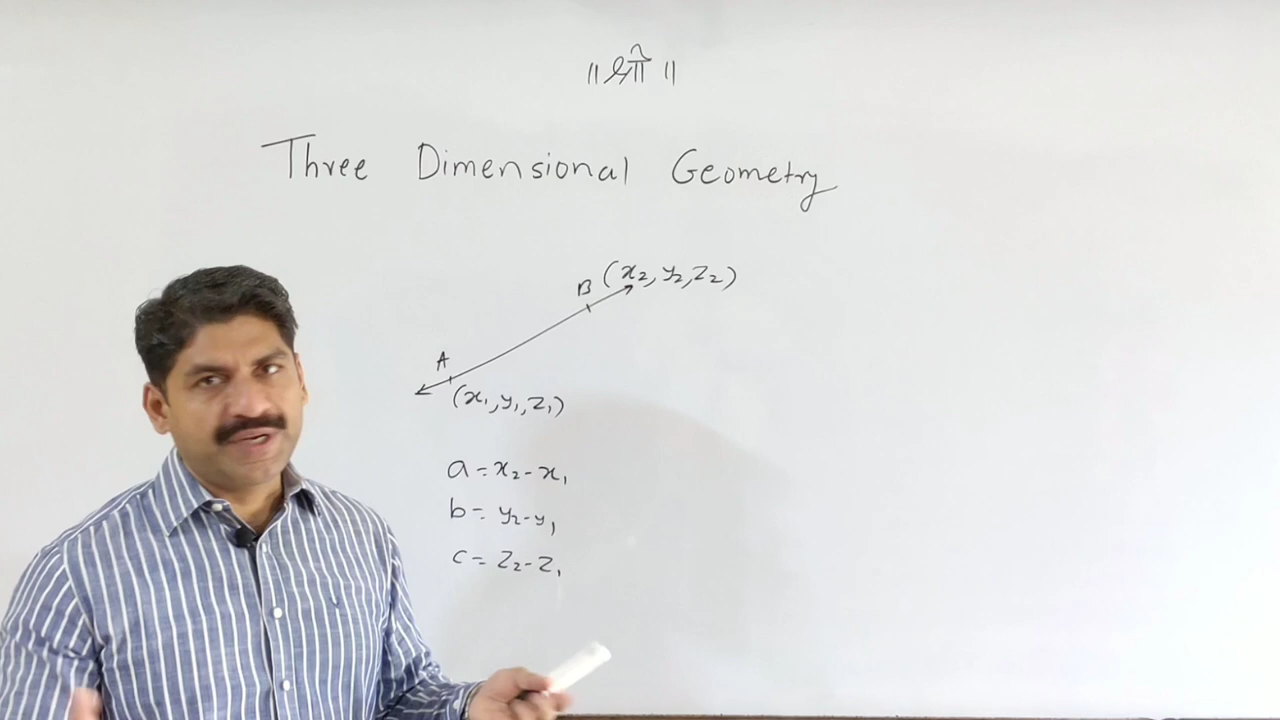 ॥ श्री ॥
Three Dimensional Geometry
B (x₂, y₂, z₂)
A
(x₁, y₁, z₁)
a = x₂ - x₁
b = y₂ - y₁
c = z₂ - z₁